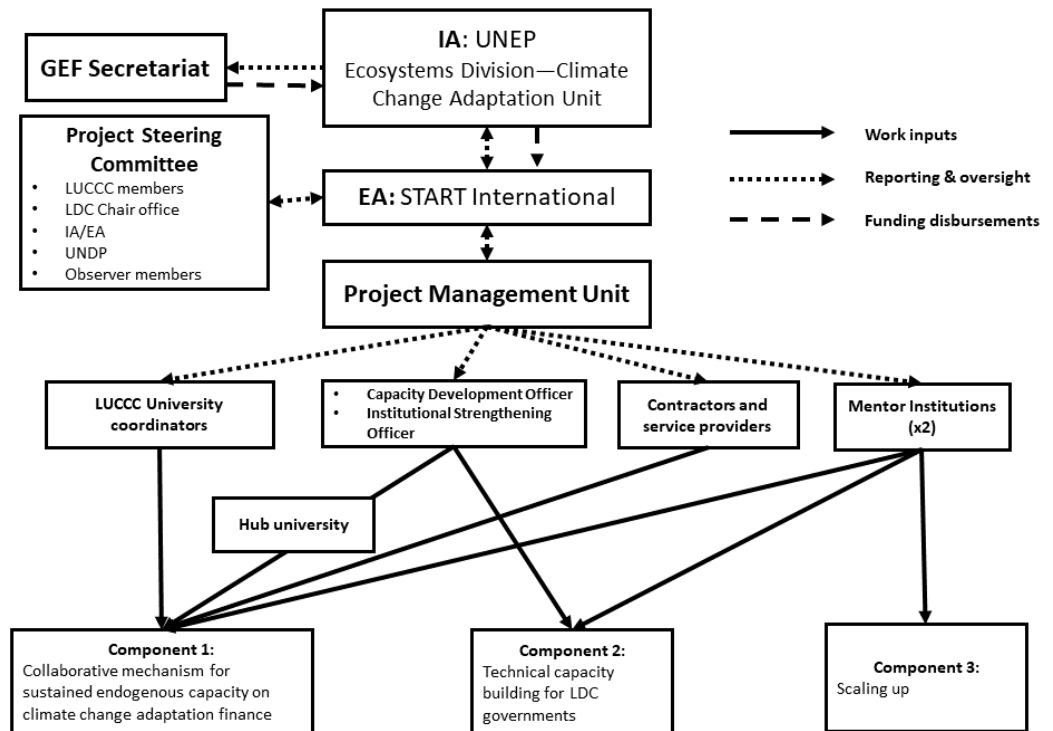 IA: UNEP
Ecosystems Division—Climate
Change Adaptation Unit
GEF Secretariat
Project Steering
Committee
• LUCCC members
• LDC Chair office
• IA/EA
• UNDP
• Observer members
Work inputs
Reporting & oversight
Funding disbursements
EA: START International
Project Management Unit
LUCCC University
coordinators
• Capacity Development Officer
• Institutional Strengthening
Officer
Contractors and
service providers
Mentor Institutions
(x2)
Hub university
Component 1:
Collaborative mechanism for
sustained endogenous capacity on
climate change adaptation finance
Component 2:
Technical capacity
building for LDC
governments
Component 3:
Scaling up